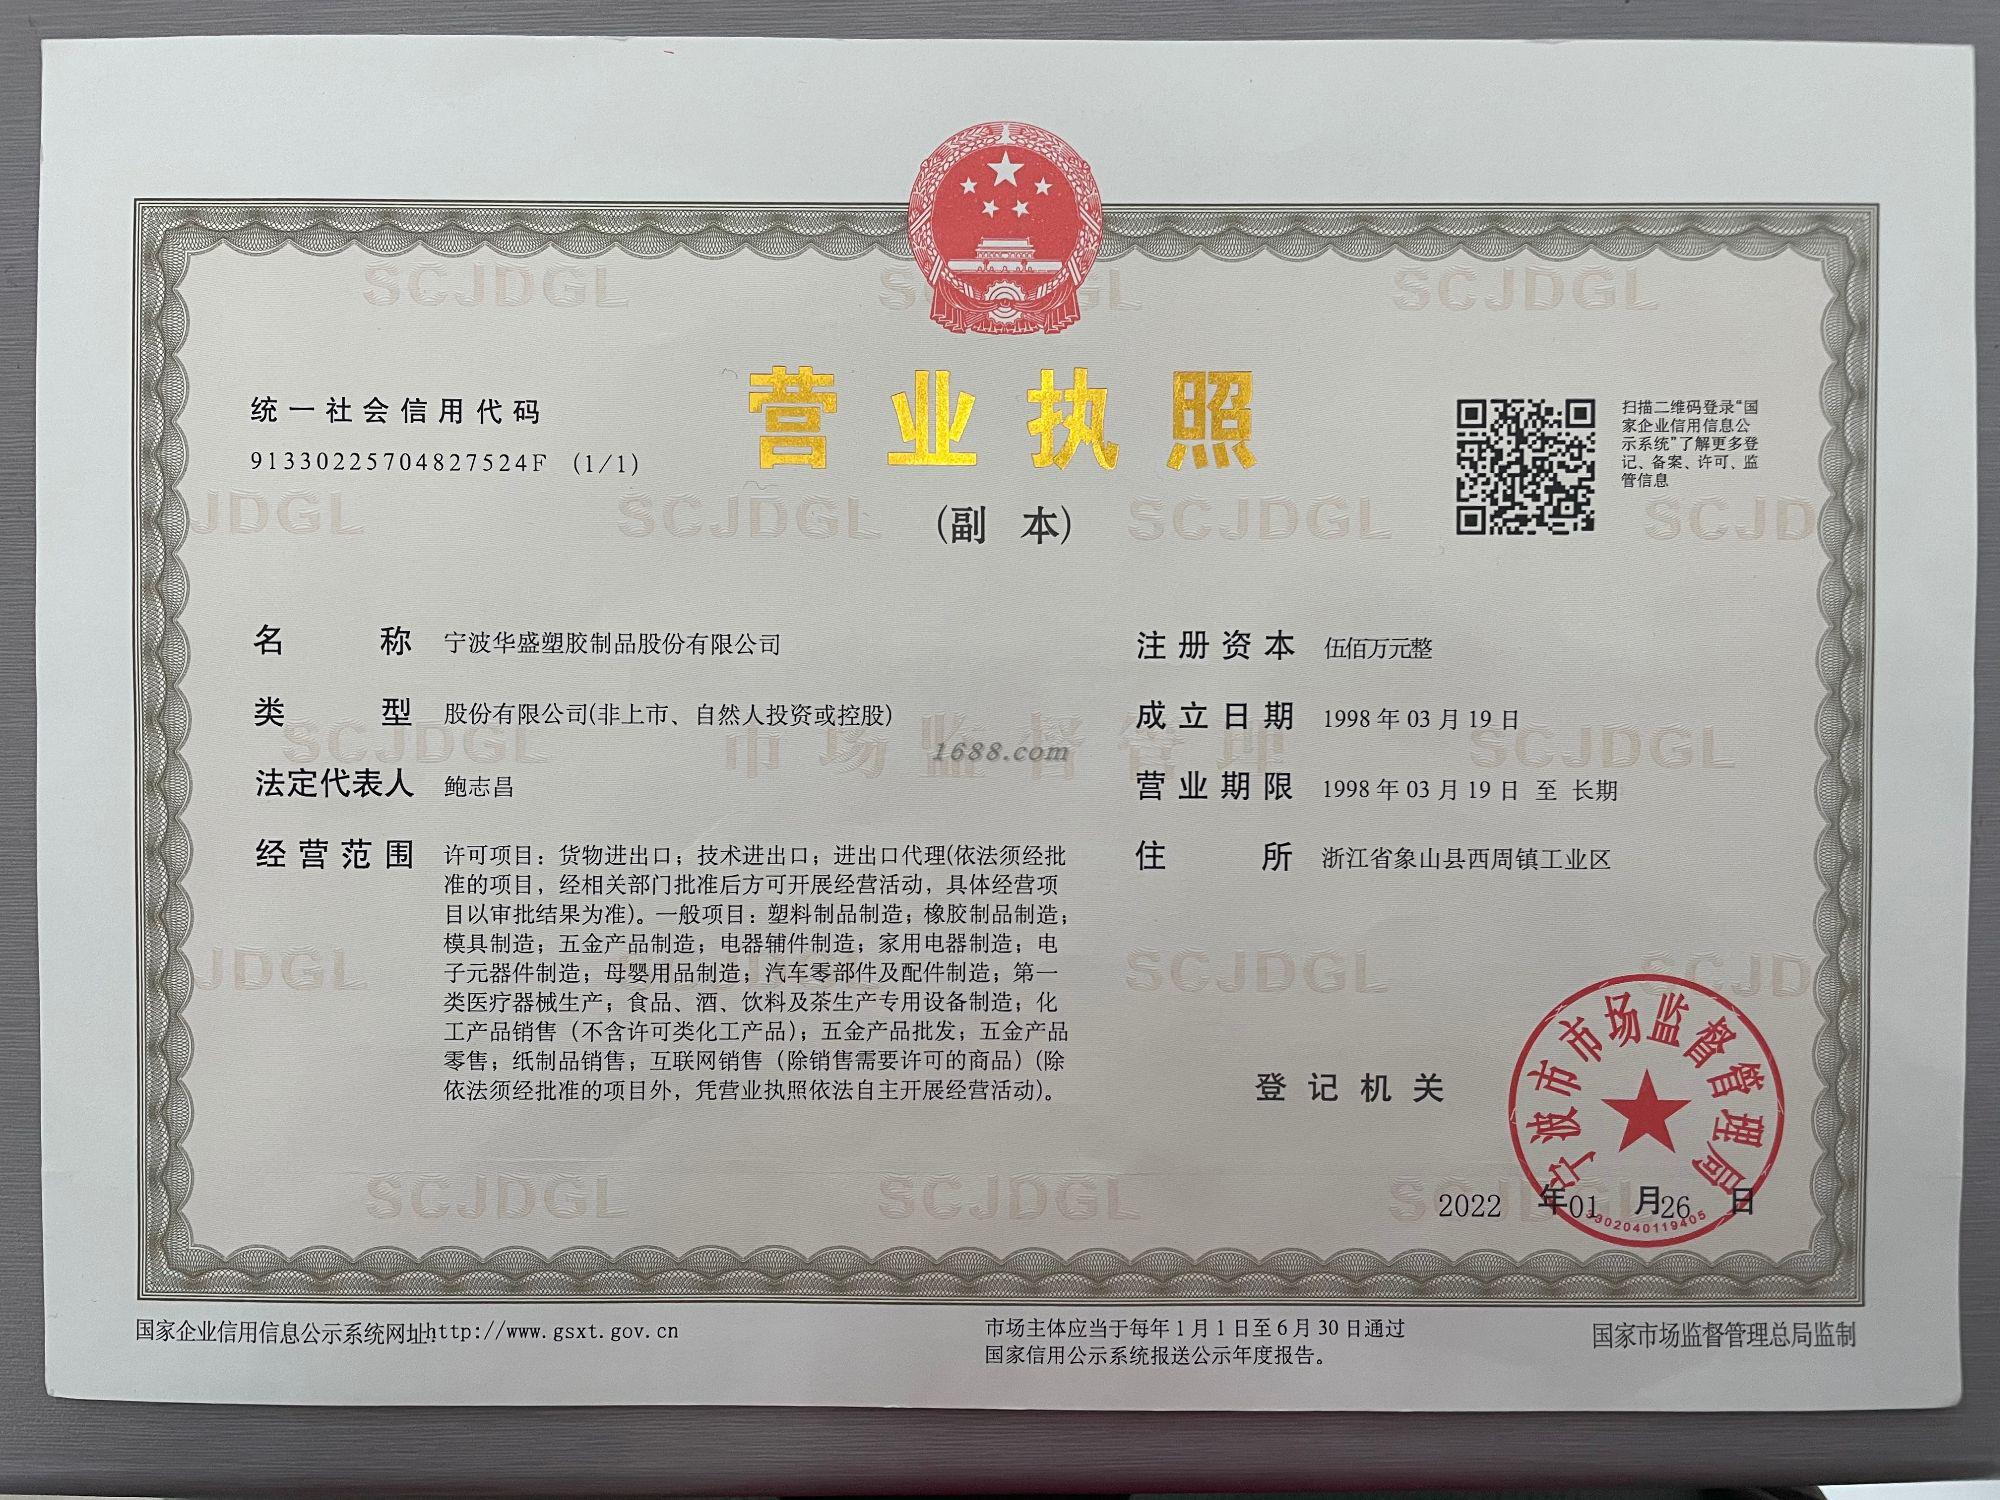 统一社会信用代码
91330225704827524F (1/1)
营业执照
(副 本)
扫描二维码登录“国
家企业信用信息公
示系统”了解更多登
记、备案、许可、监
管信息
名 称 宁波华盛塑胶制品股份有限公司
类 型 股份有限公司(非上市、自然人投资或控股)
法定代表人 鲍志昌
经营范围 许可项目：货物进出口；技术进出口；进出口代理(依法须经批
准的项目，经相关部门批准后方可开展经营活动，具体经营项
目以审批结果为准)。一般项目：塑料制品制造；橡胶制品制造；
模具制造；五金产品制造；电器辅件制造；家用电器制造；电
子元器件制造；母婴用品制造；汽车零部件及配件制造；第一
类医疗器械生产；食品、酒、饮料及茶生产专用设备制造；化
工产品销售（不含许可类化工产品）；五金产品批发；五金产品
零售；纸制品销售；互联网销售（除销售需要许可的商品）(除
依法须经批准的项目外，凭营业执照依法自主开展经营活动)。
注册资本 伍佰万元整
成立日期 1998 年 03 月 19 日
营业期限 1998 年 03 月 19 日 至 长期
住 所 浙江省象山县西周镇工业区
登记机关
宁波市市场监督管理局
3302040119405
2022 年 01 月 26 日
国家企业信用信息公示系统网址:http://www.gsxt.gov.cn
市场主体应当于每年 1 月 1 日至 6 月 30 日通过
国家信用公示系统报送公示年度报告。
国家市场监督管理总局监制
SCJDGL
市场监督管理
1688.com